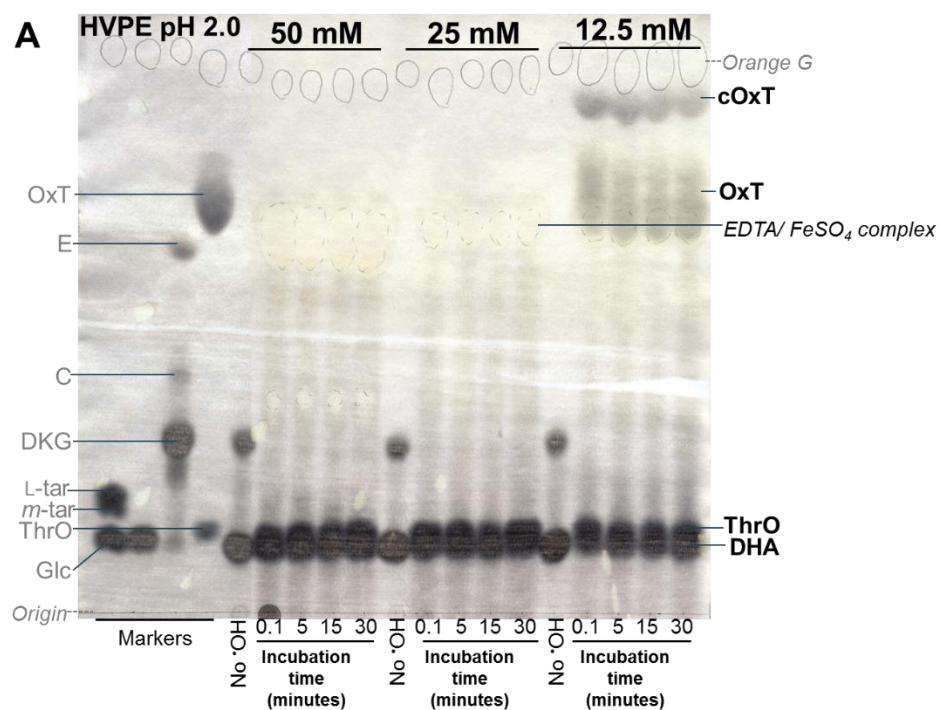 A
HVPE pH 2.0
50 mM
25 mM
12.5 mM
Orange G
cOxT
OxT
OxT
E
EDTA/ FeSO4 complex
C
DKG
L-tar
m-tar
ThrO
Glc
ThrO
DHA
Origin
Markers
No •OH
0.1 5 15 30
Incubation
time
(minutes)
No •OH
0.1 5 15 30
Incubation
time
(minutes)
No •OH
0.1 5 15 30
Incubation
time
(minutes)